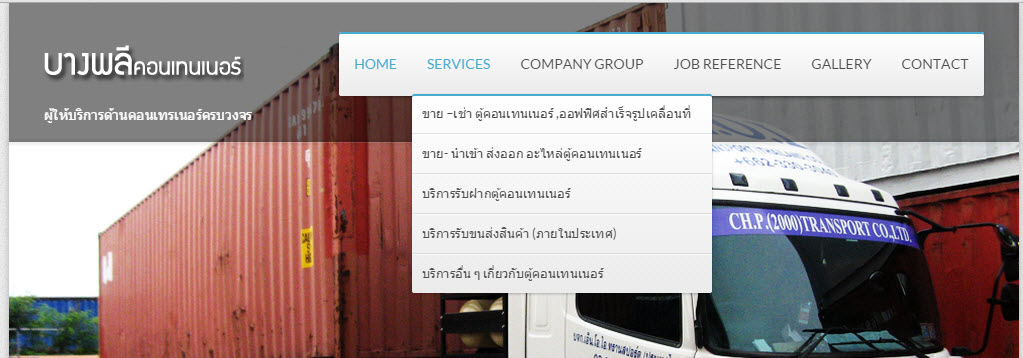 บางพลีคอนเทนเนอร์
HOME SERVICES COMPANY GROUP JOB REFERENCE GALLERY CONTACT
ผู้ให้บริการด้านคอนเทรเนอร์ครบวงจร
ขาย –เช่า ตู้คอนเทนเนอร์ ,ออฟฟิศสำเร็จรูปเคลื่อนที่
ขาย- นำเข้า ส่งออก อะไหล่ตู้คอนเทนเนอร์
บริการรับฝากตู้คอนเทนเนอร์
บริการรับขนส่งสินค้า (ภายในประเทศ)
บริการอื่น ๆ เกี่ยวกับตู้คอนเทนเนอร์
CH.P.(2000)TRANSPORT CO.,LTD.